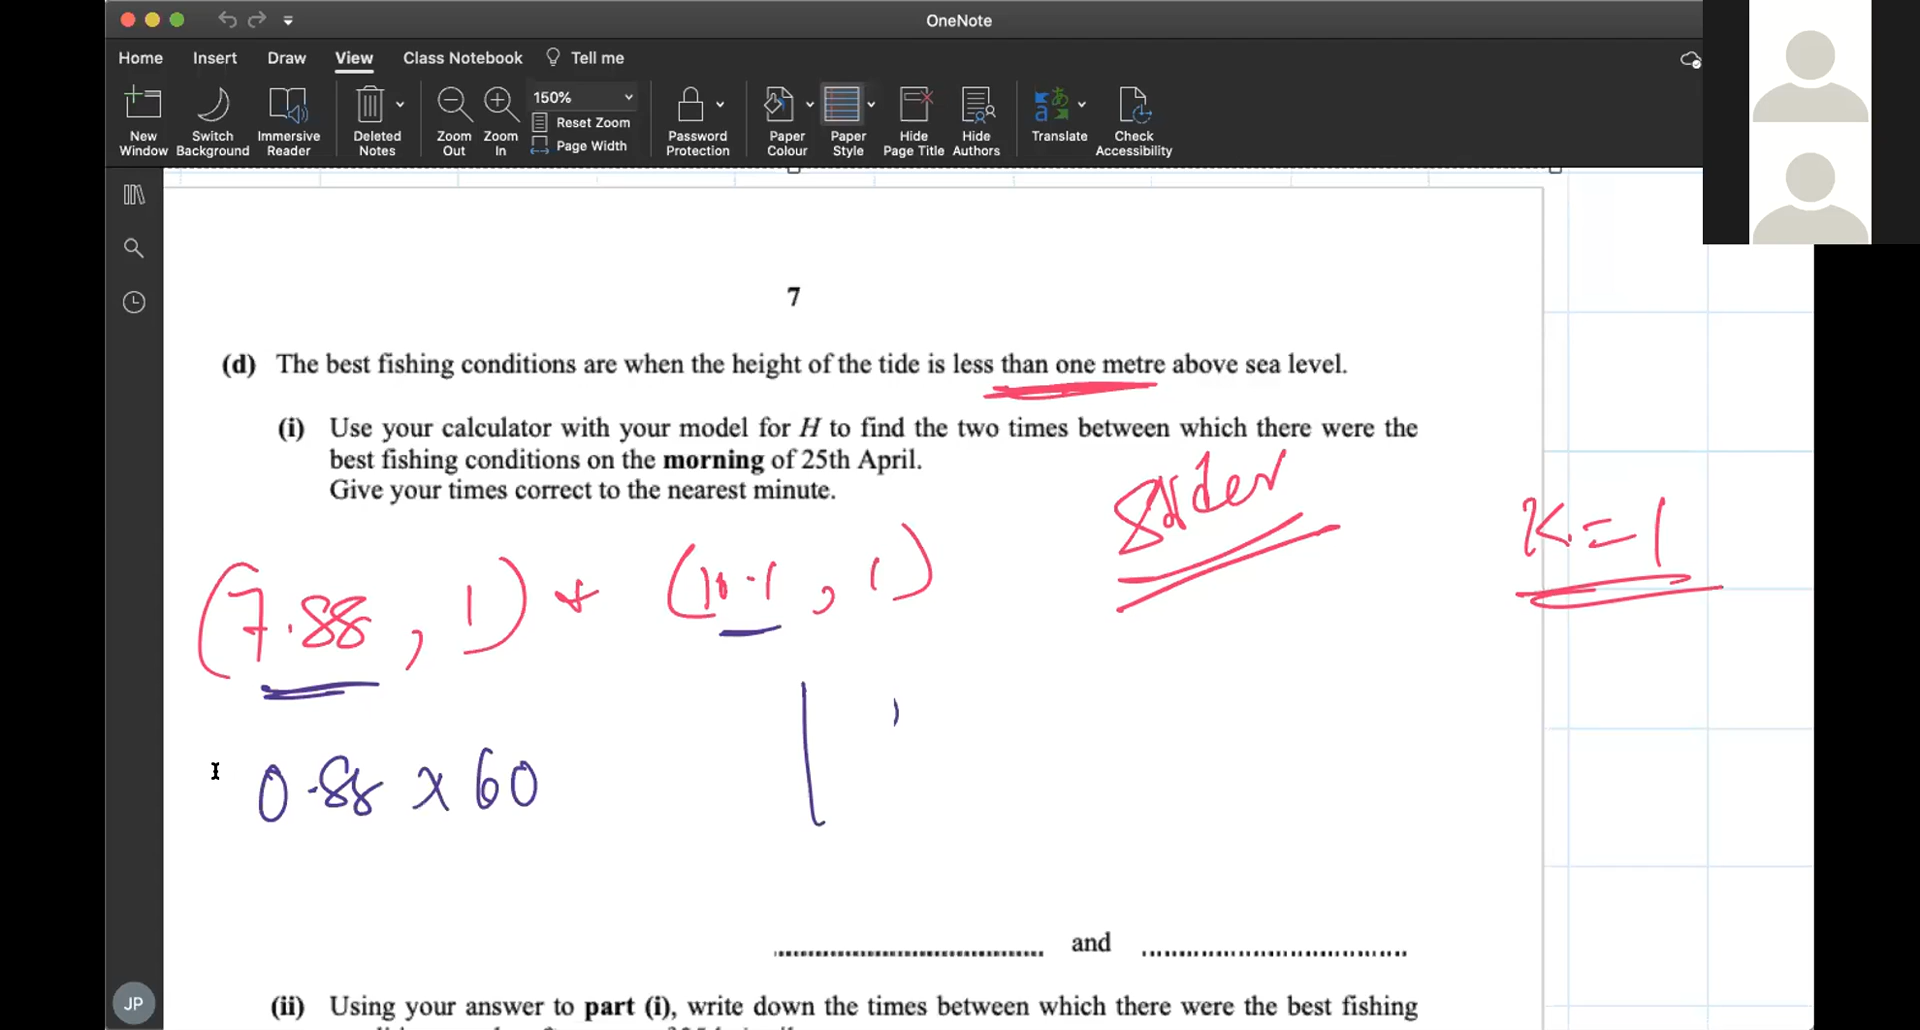 OneNote
Home Insert Draw View Class Notebook Tell me
New Window Switch Background Immersive Reader Deleted Notes Zoom Out Zoom In 150% Reset Zoom Page Width Password Protection Paper Colour Paper Style Hide Page Title Hide Authors Translate Check Accessibility
7
(d) The best fishing conditions are when the height of the tide is less than one metre above sea level.
(i) Use your calculator with your model for H to find the two times between which there were the
best fishing conditions on the morning of 25th April.
Give your times correct to the nearest minute.
K=1
(7.88, 1) + (10.1, 1)
0.88 x 60
and
JP
(ii) Using your answer to part (i), write down the times between which there were the best fishing